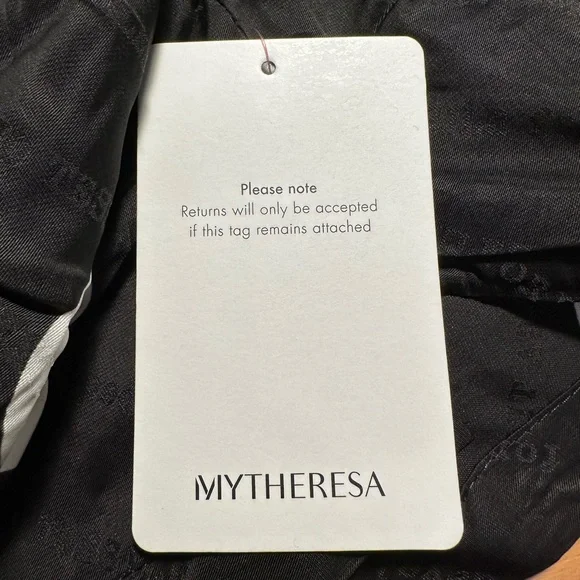 Please note
Returns will only be accepted
if this tag remains attached
MYTHERESA